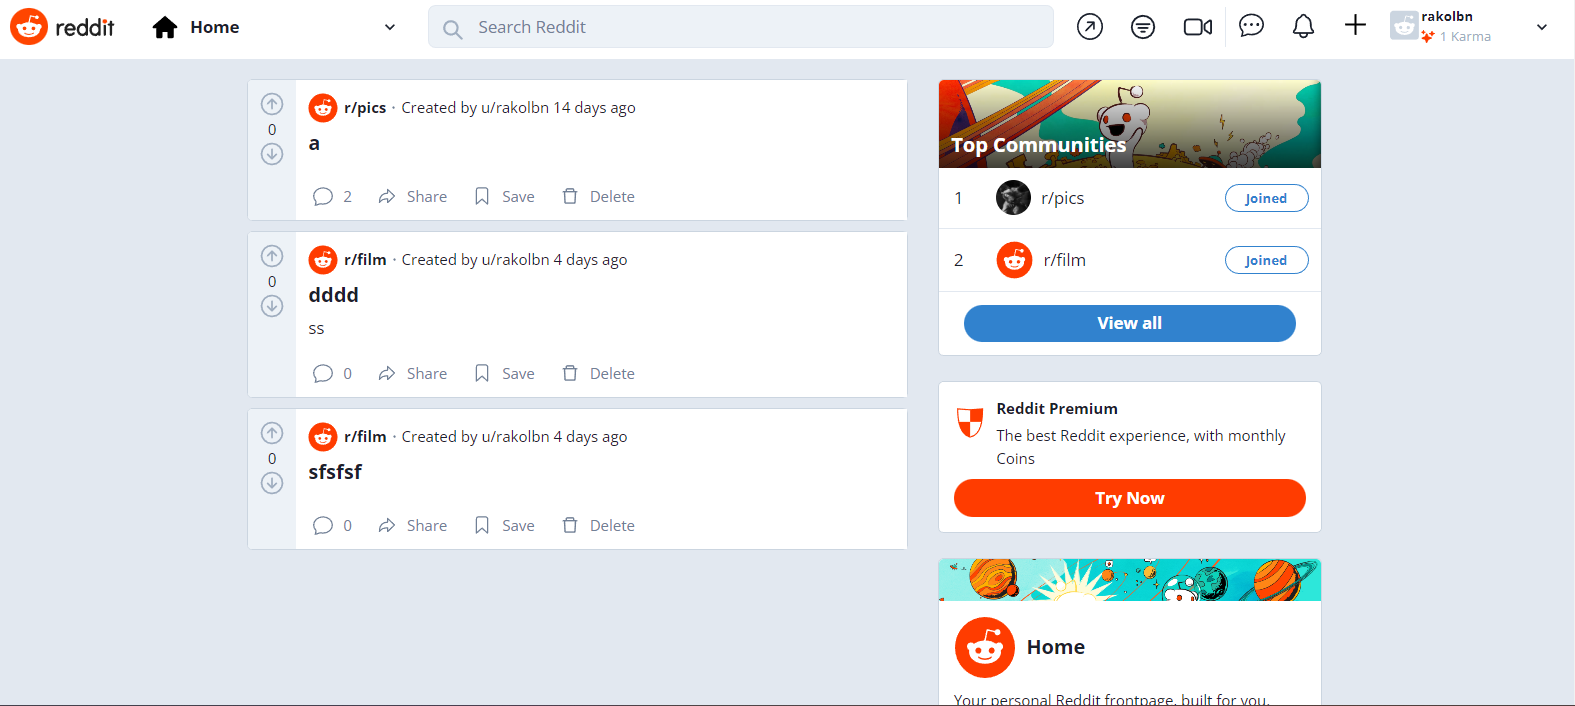 reddit
Home
Search Reddit
rakolbn
1 Karma
r/pics · Created by u/rakolbn 14 days ago
0
a
2 Share Save Delete
r/film · Created by u/rakolbn 4 days ago
0
dddd
ss
0 Share Save Delete
r/film · Created by u/rakolbn 4 days ago
0
sfsfsf
0 Share Save Delete
Top Communities
1 r/pics Joined
2 r/film Joined
View all
Reddit Premium
The best Reddit experience, with monthly
Coins
Try Now
Home
Your personal Reddit frontpage, built for you.